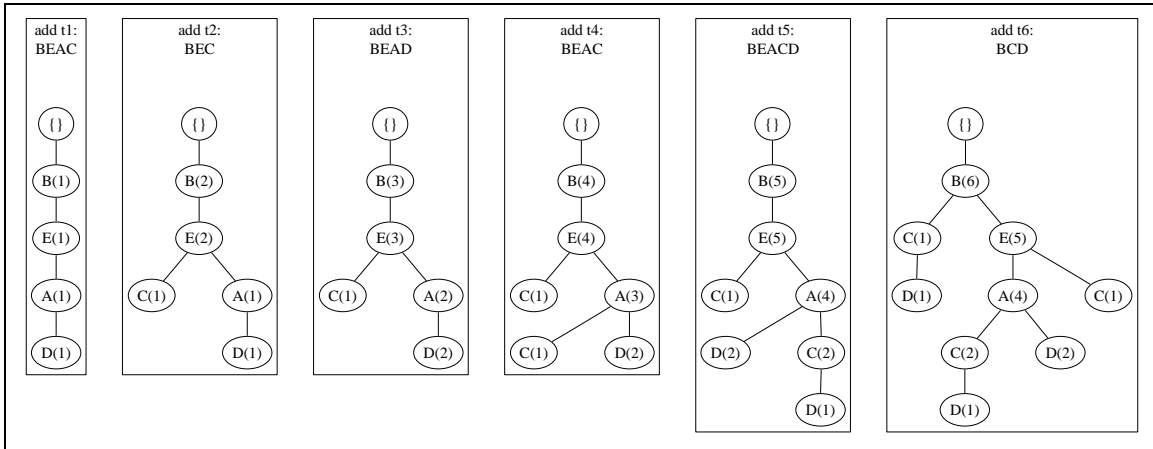 add t1:
BEAC
{}
B(1)
E(1)
A(1)
D(1)
add t2:
BEC
{}
B(2)
E(2)
C(1) A(1)
D(1)
add t3:
BEAD
{}
B(3)
E(3)
C(1) A(2)
D(2)
add t4:
BEAC
{}
B(4)
E(4)
C(1) A(3)
C(1) D(2)
add t5:
BEACD
{}
B(5)
E(5)
C(1) A(4)
D(2) C(2)
D(1)
add t6:
BCD
{}
B(6)
C(1) E(5)
D(1) A(4) C(1)
C(2) D(2)
D(1)